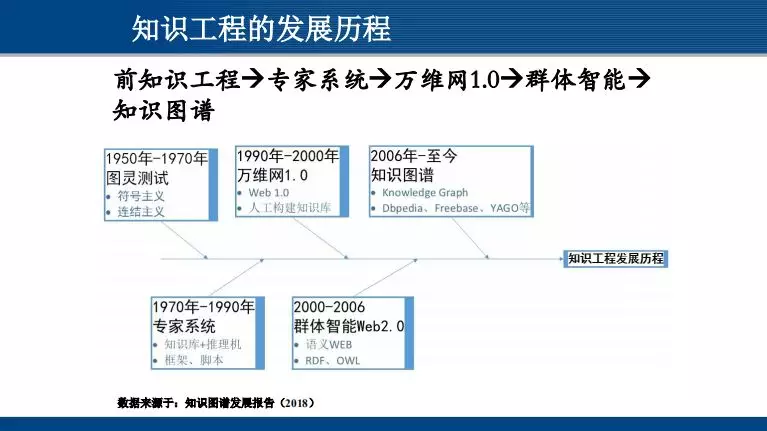 知识工程的发展历程
前知识工程→专家系统→万维网1.0→群体智能→
知识图谱
1950年-1970年
图灵测试
• 符号主义
• 连结主义
1990年-2000年
万维网1.0
• Web 1.0
• 人工构建知识库
2006年-至今
知识图谱
• Knowledge Graph
• Dbpedia、Freebase、YAGO等
知识工程发展历程
1970年-1990年
专家系统
• 知识库+推理机
• 框架、脚本
2000-2006
群体智能Web2.0
• 语义WEB
• RDF、OWL
数据来源于：知识图谱发展报告（2018）